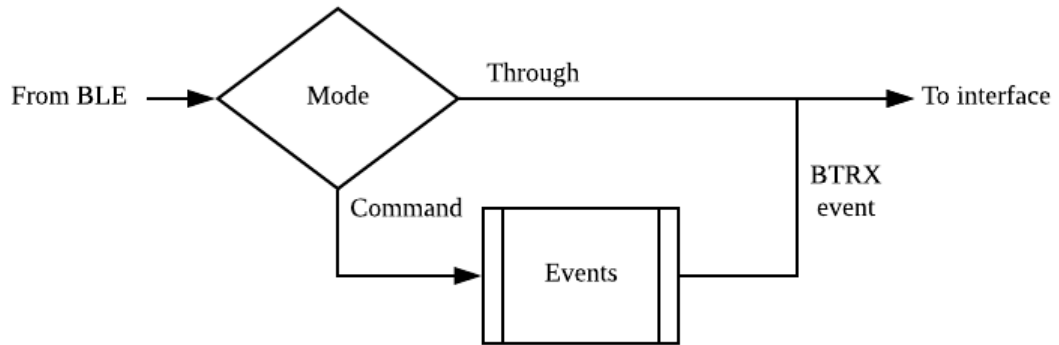 From BLE
Mode
Through
To interface
BTRX
event
Command
Events